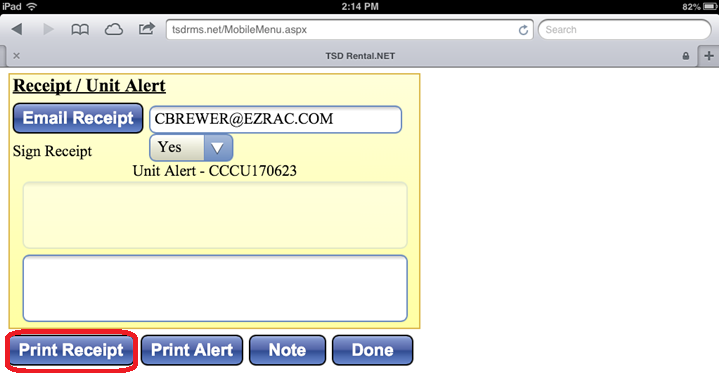 iPad 2:14 PM 82%
tsdrms.net/MobileMenu.aspx Search
TSD Rental.NET
Receipt / Unit Alert
Email Receipt CBREWER@EZRAC.COM
Sign Receipt Yes
Unit Alert - CCCU170623
Print Receipt Print Alert Note Done